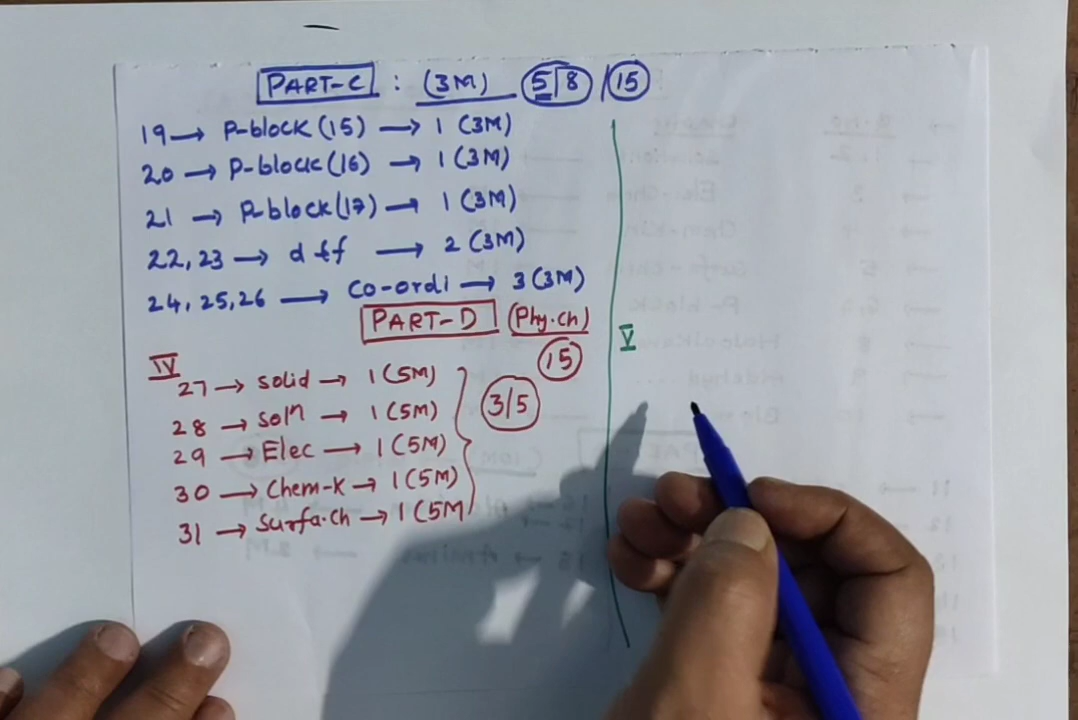 PART-C : (3M) 5/8 /15
19 → P-block (15) → 1 (3M)
20 → P-block (16) → 1 (3M)
21 → P-block (17) → 1 (3M)
22, 23 → d & f → 2 (3M)
24, 25, 26 → Co-ordi → 3 (3M)
PART-D (Phy.ch)
15
IV
27 → Solid → 1 (5M)
28 → Soln → 1 (5M)
29 → Elec → 1 (5M)
30 → Chem-K → 1 (5M)
31 → Surfa.Ch → 1 (5M
3/5
V